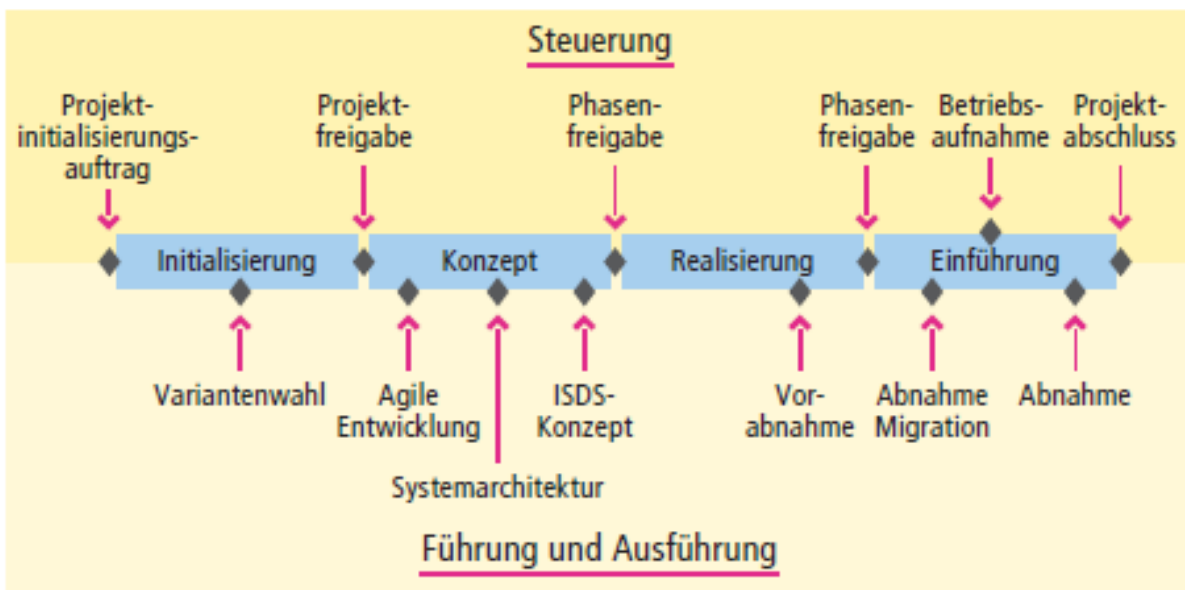 Steuerung
Projekt-
initialisierungs-
auftrag
Projekt-
freigabe
Phasen-
freigabe
Phasen-
freigabe
Betriebs-
aufnahme
Projekt-
abschluss
Initialisierung
Konzept
Realisierung
Einführung
Variantenwahl
Agile
Entwicklung
Systemarchitektur
ISDS-
Konzept
Vor-
abnahme
Abnahme
Migration
Abnahme
Führung und Ausführung